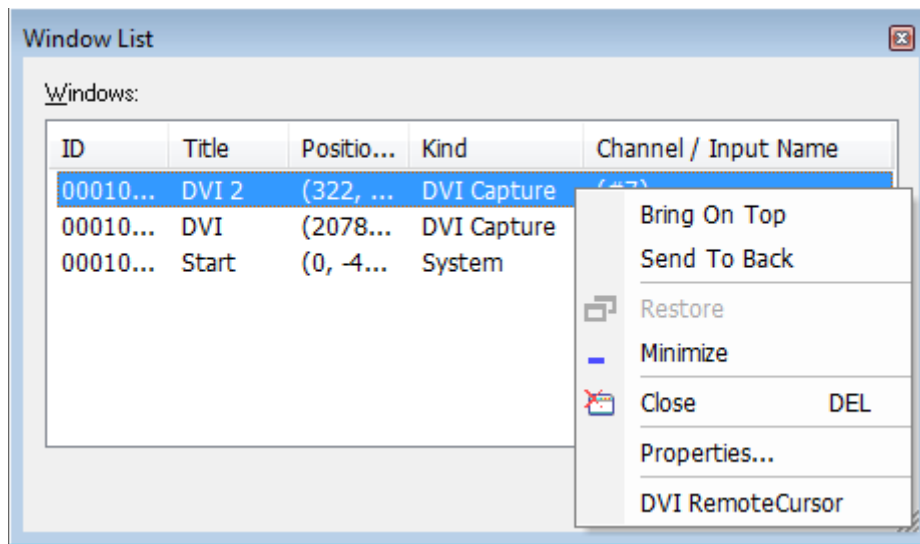 Window List
Windows:
ID Title Positio... Kind Channel / Input Name
00010... DVI 2 (322, ... DVI Capture (#7)
00010... DVI (2078... DVI Capture
00010... Start (0, -4... System
Bring On Top
Send To Back
Restore
Minimize
Close DEL
Properties...
DVI RemoteCursor